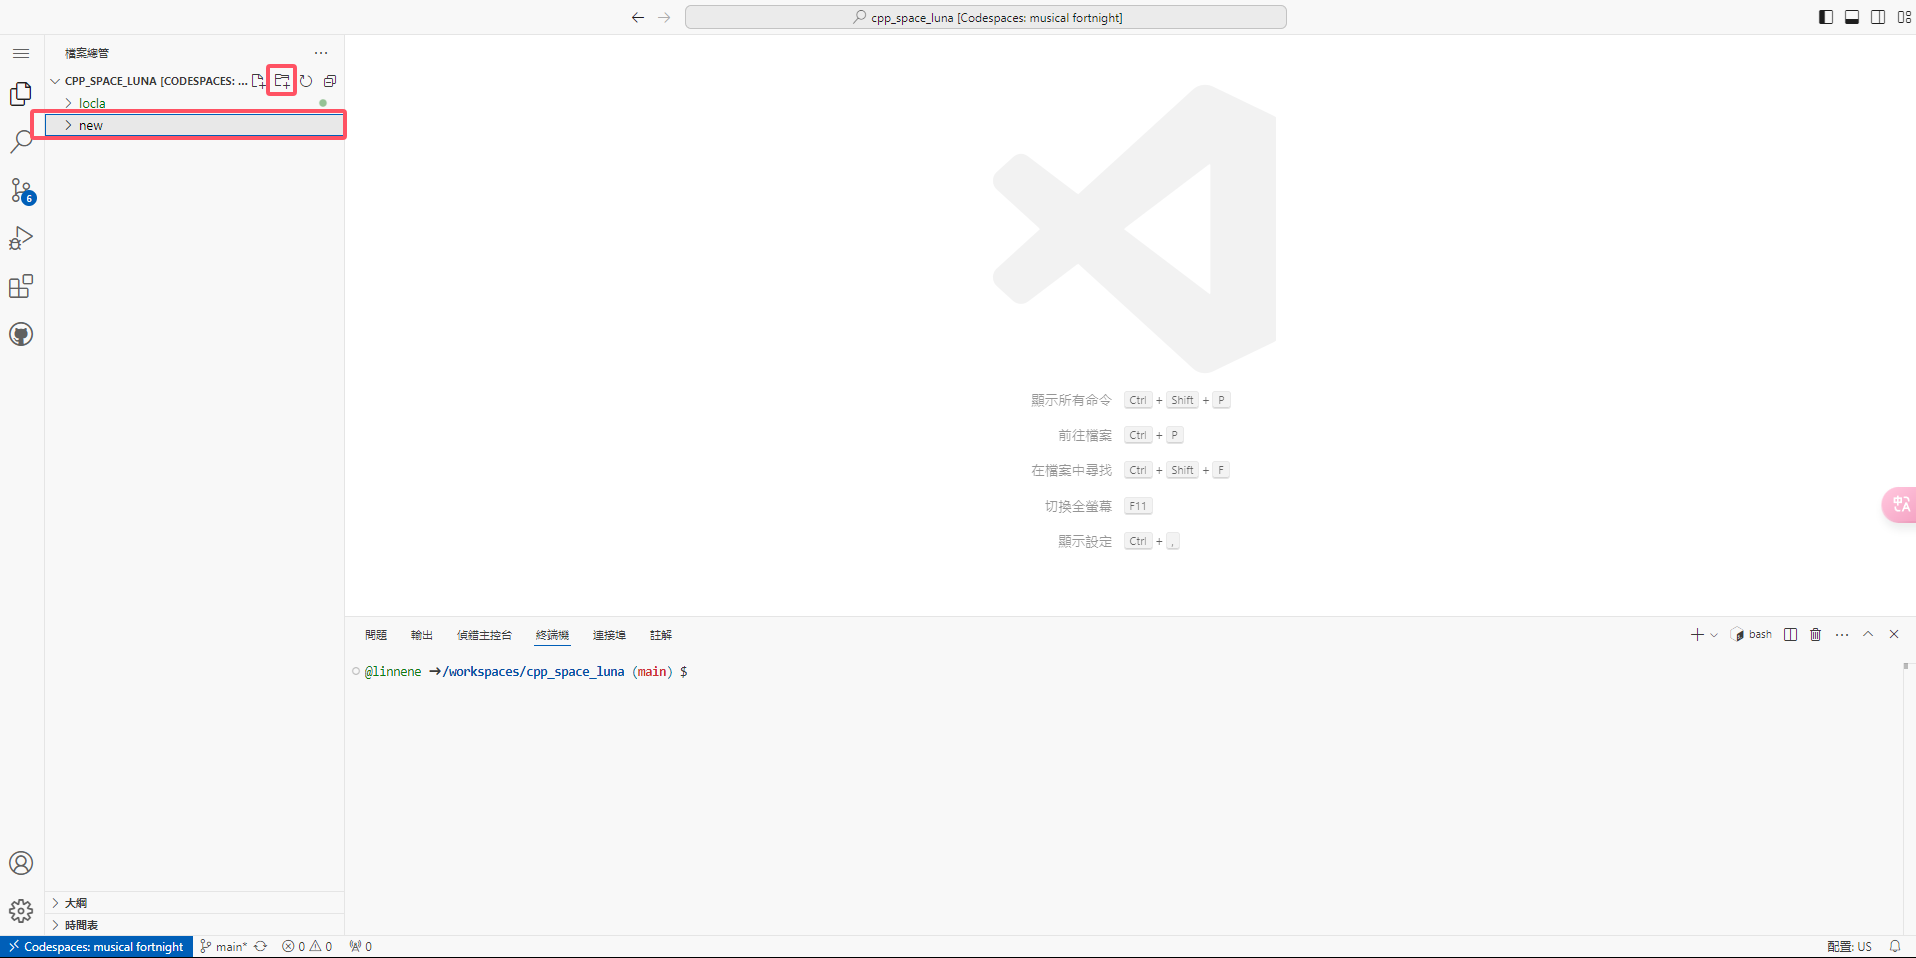 cpp_space_luna [Codespaces: musical fortnight]
檔案總管
CPP_SPACE_LUNA [CODESPACES: ...
locla
new
6
顯示所有命令 Ctrl + Shift + P
前往檔案 Ctrl + P
在檔案中尋找 Ctrl + Shift + F
切換全螢幕 F11
顯示設定 Ctrl + ,
中 A
問題 輸出 偵錯主控台 終端機 連接埠 註解
bash
@linnene ➜/workspaces/cpp_space_luna (main) $
大綱
時間表
Codespaces: musical fortnight main* 0 0 0
配置: US